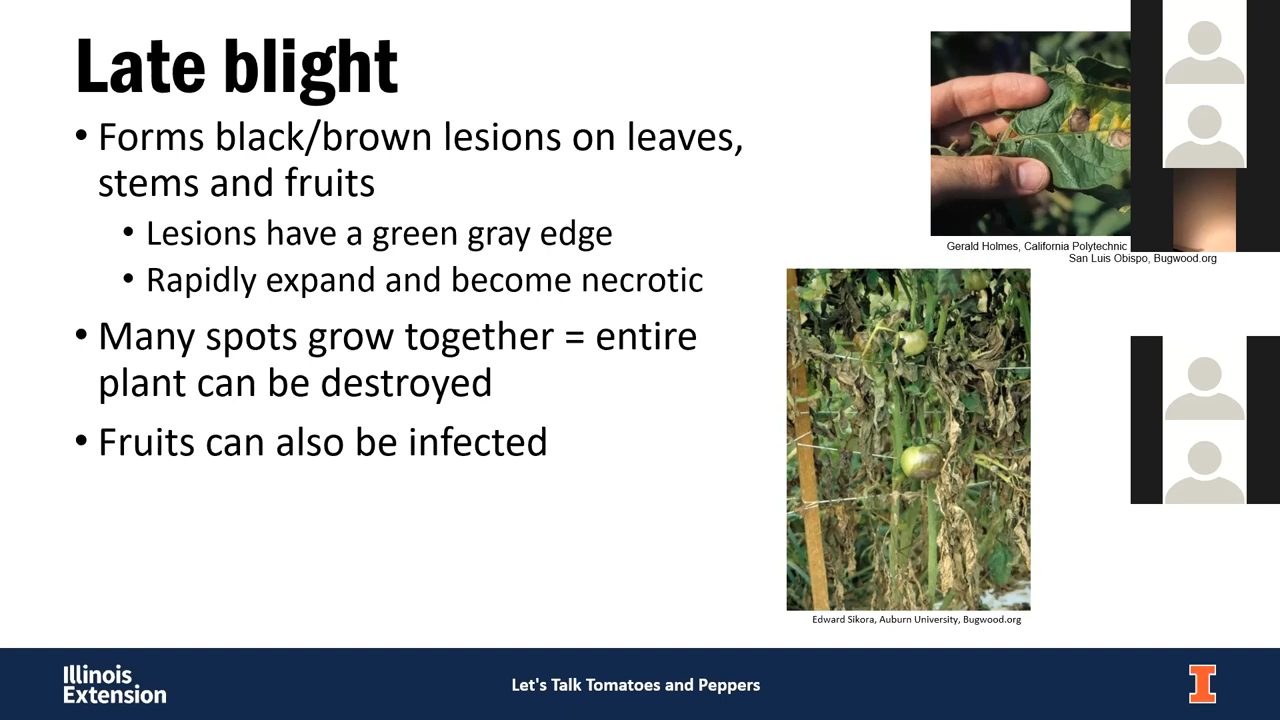 Late blight
• Forms black/brown lesions on leaves,
stems and fruits
• Lesions have a green gray edge
• Rapidly expand and become necrotic
• Many spots grow together = entire
plant can be destroyed
• Fruits can also be infected
Gerald Holmes, California Polytechnic
San Luis Obispo, Bugwood.org
Edward Sikora, Auburn University, Bugwood.org
Illinois
Extension
Let's Talk Tomatoes and Peppers
I